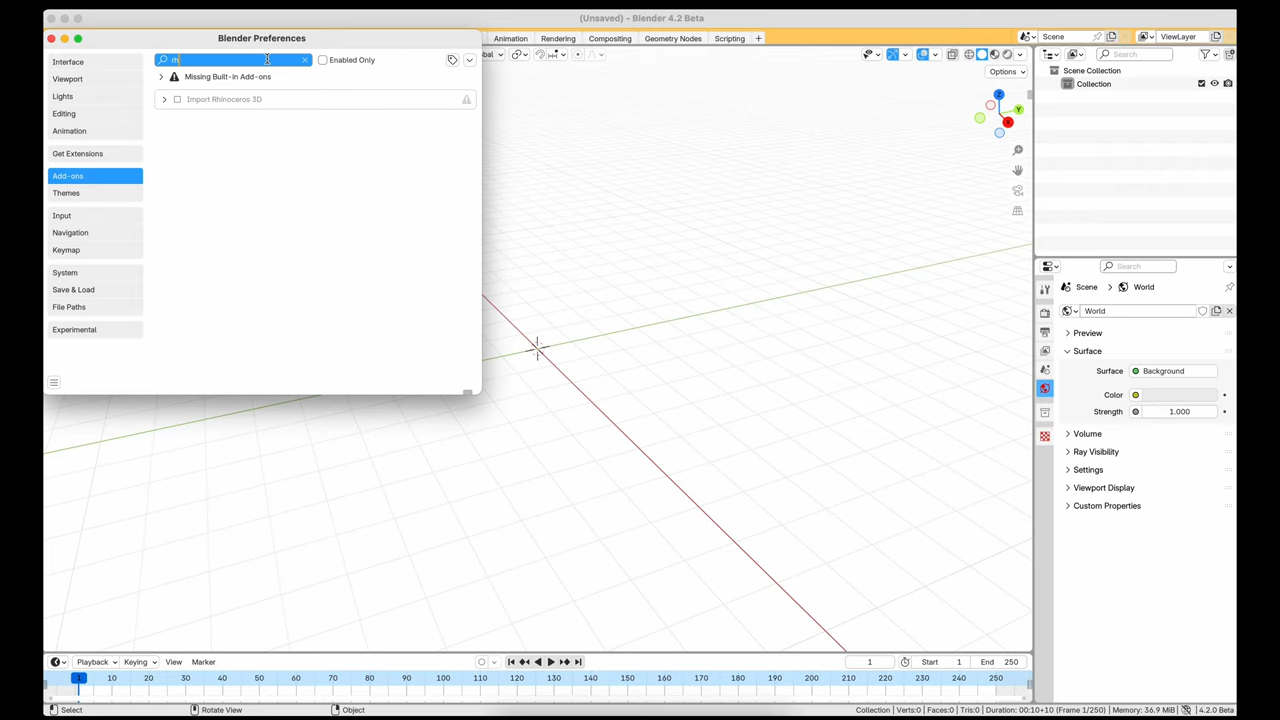 (Unsaved) - Blender 4.2 Beta
Blender Preferences
Animation
Rendering
Compositing
Geometry Nodes
Scripting
Scene
ViewLayer
rh
Enabled Only
Missing Built-in Add-ons
Import Rhinoceros 3D
Interface
Viewport
Lights
Editing
Animation
Get Extensions
Add-ons
Themes
Input
Navigation
Keymap
System
Save & Load
File Paths
Experimental
Options
Z
Y
X
Search
Scene Collection
Collection
Search
Scene
World
World
Preview
Surface
Surface
Background
Color
Strength
1.000
Volume
Ray Visibility
Settings
Viewport Display
Custom Properties
Playback
Keying
View
Marker
1
Start
1
End
250
1 10 20 30 40 50 60 70 80 90 100 110 120 130 140 150 160 170 180 190 200 210 220 230 240 250
Select
Rotate View
Object
Collection | Verts:0 | Faces:0 | Tris:0 | Duration: 00:10+10 (Frame 1/250) | Memory: 36.9 MiB
4.2.0 Beta